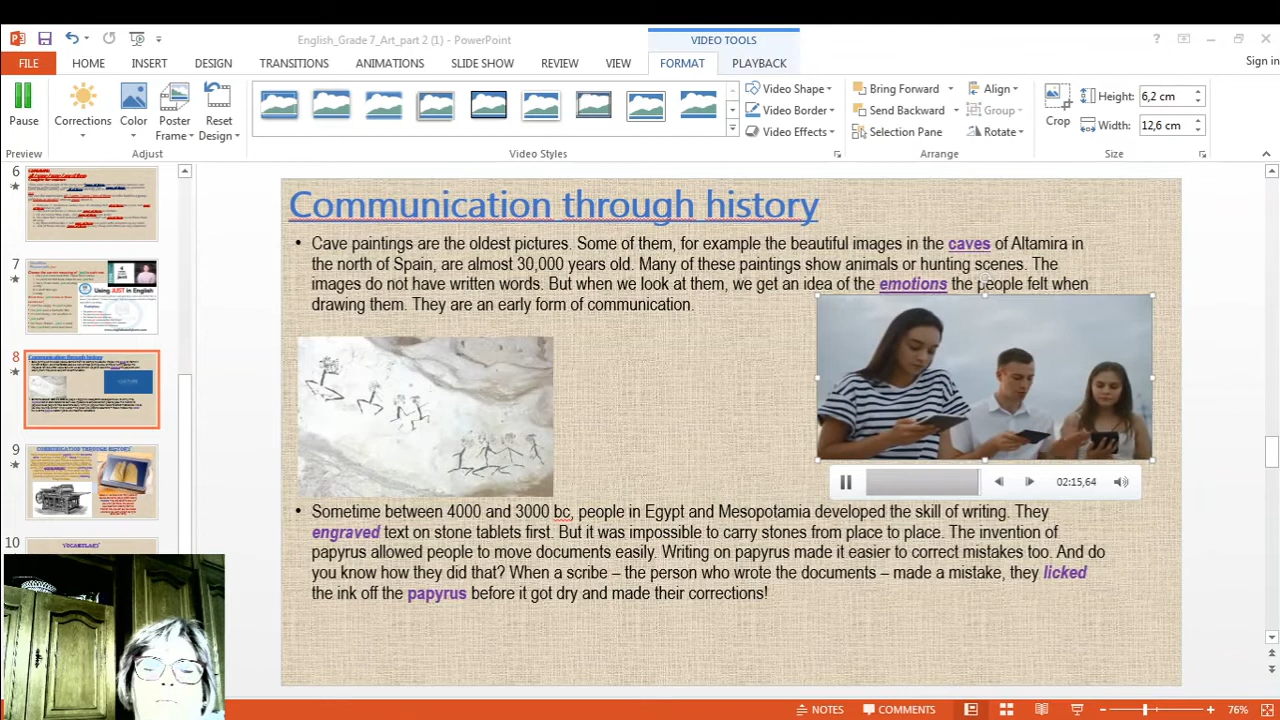 English_Grade 7_Art_part 2 (1) - PowerPoint
VIDEO TOOLS
FILE HOME INSERT DESIGN TRANSITIONS ANIMATIONS SLIDE SHOW REVIEW VIEW FORMAT PLAYBACK Sign in
Pause
Corrections
Color
Poster Frame
Reset Design
Video Shape
Video Border
Video Effects
Bring Forward
Send Backward
Selection Pane
Align
Group
Rotate
Crop
Height: 6,2 cm
Width: 12,6 cm
Preview Adjust Video Styles Arrange Size
6
7
8
9
10
Communication through history
• Cave paintings are the oldest pictures. Some of them, for example the beautiful images in the caves of Altamira in
the north of Spain, are almost 30,000 years old. Many of these paintings show animals or hunting scenes. The
images do not have written words. But when we look at them, we get an idea of the emotions the people felt when
drawing them. They are an early form of communication.
02:15,64
• Sometime between 4000 and 3000 bc, people in Egypt and Mesopotamia developed the skill of writing. They
engraved text on stone tablets first. But it was impossible to carry stones from place to place. The invention of
papyrus allowed people to move documents easily. Writing on papyrus made it easier to correct mistakes too. And do
you know how they did that? When a scribe – the person who wrote the documents – made a mistake, they licked
the ink off the papyrus before it got dry and made their corrections!
Using JUST in English
COMMUNICATION THROUGH HISTORY
VOCABULARY
NOTES COMMENTS 76%